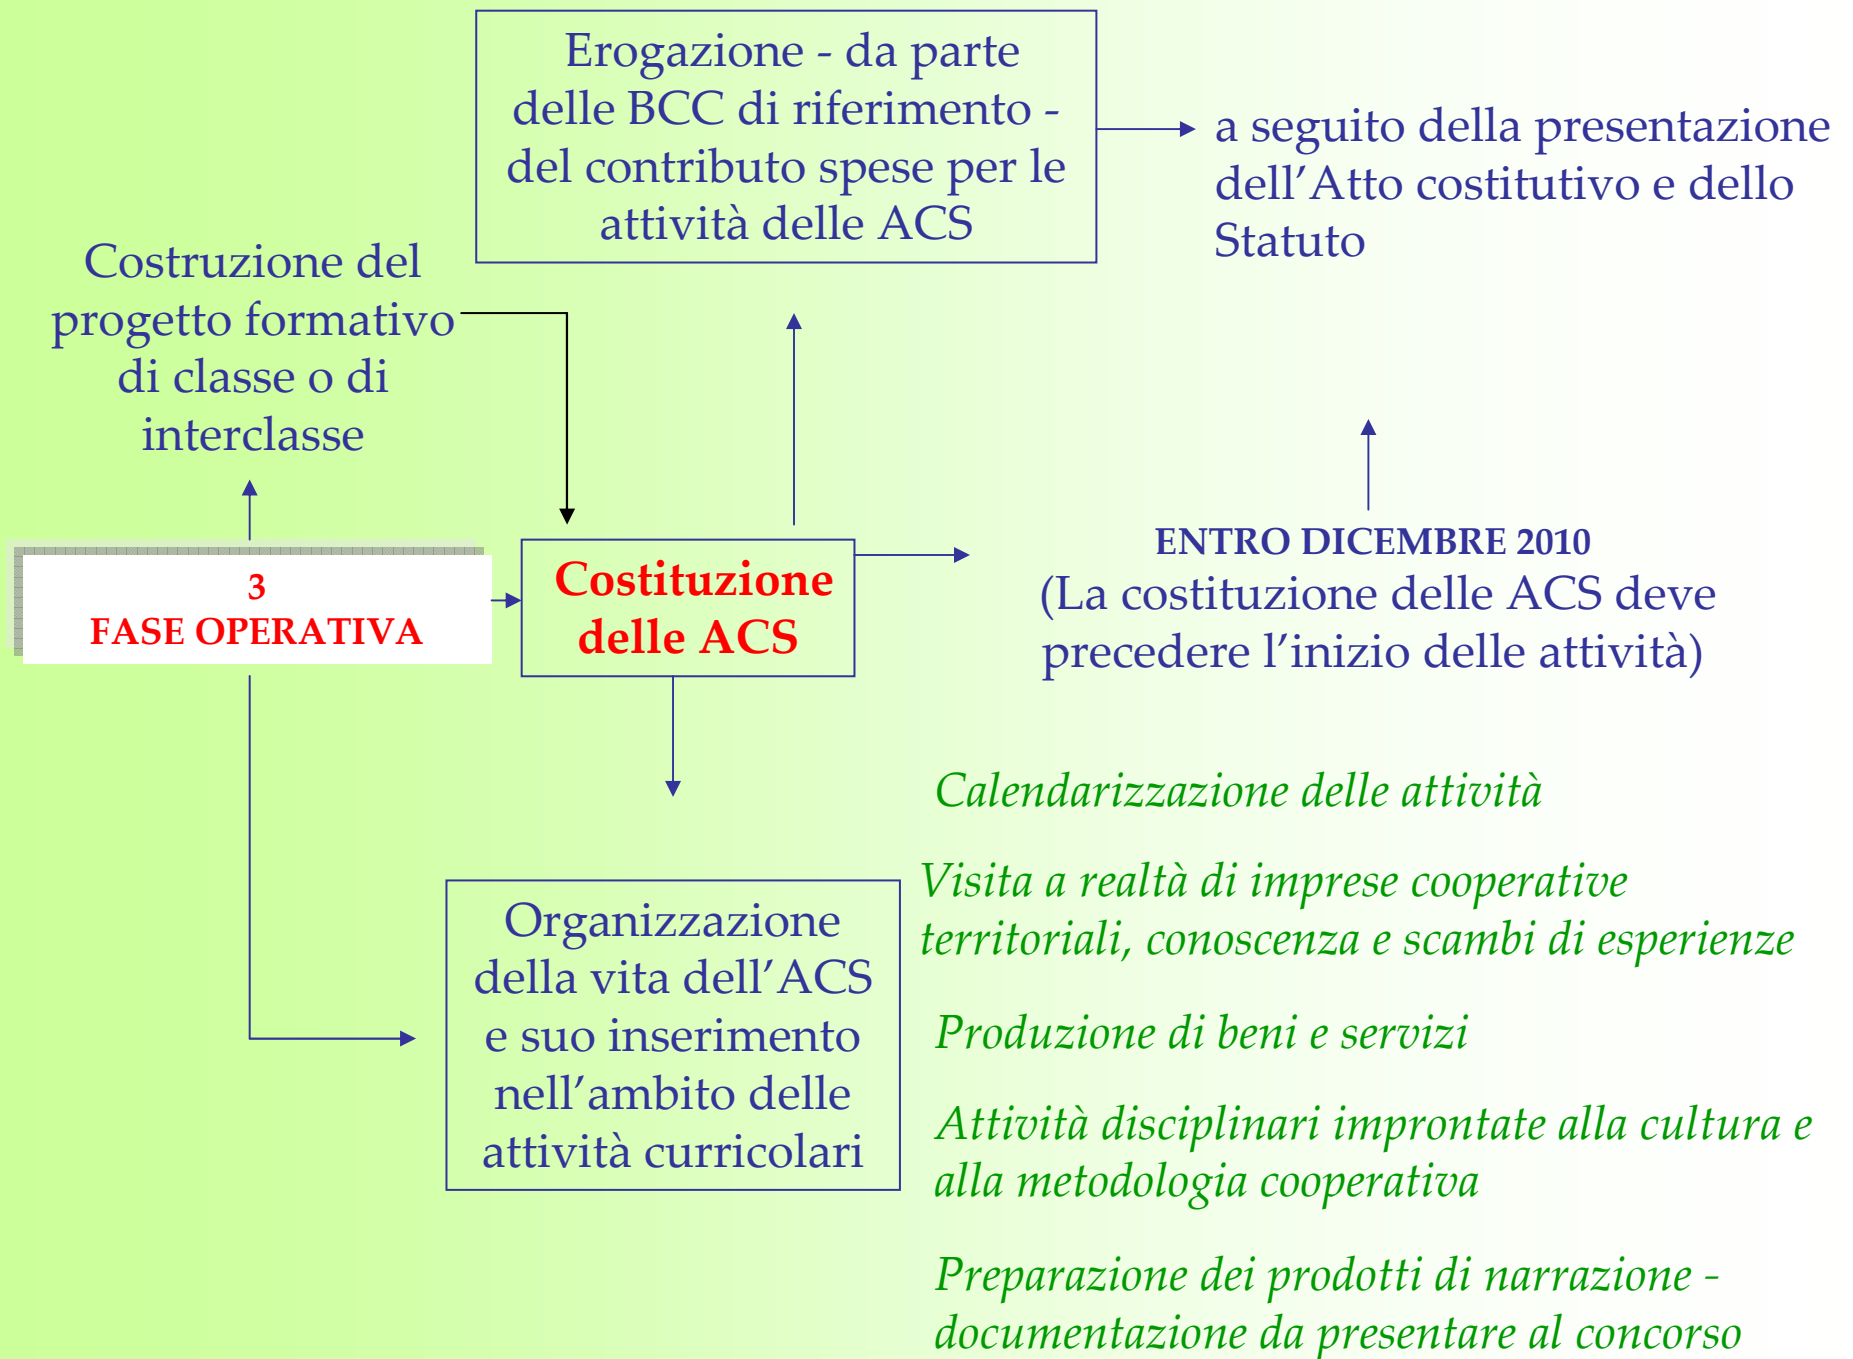 Erogazione - da parte
delle BCC di riferimento -
del contributo spese per le
attività delle ACS
a seguito della presentazione
dell’Atto costitutivo e dello
Statuto
Costruzione del
progetto formativo
di classe o di
interclasse
3
FASE OPERATIVA
Costituzione
delle ACS
ENTRO DICEMBRE 2010
(La costituzione delle ACS deve
precedere l’inizio delle attività)
Organizzazione
della vita dell’ACS
e suo inserimento
nell’ambito delle
attività curricolari
Calendarizzazione delle attività
Visita a realtà di imprese cooperative
territoriali, conoscenza e scambi di esperienze
Produzione di beni e servizi
Attività disciplinari improntate alla cultura e
alla metodologia cooperativa
Preparazione dei prodotti di narrazione -
documentazione da presentare al concorso